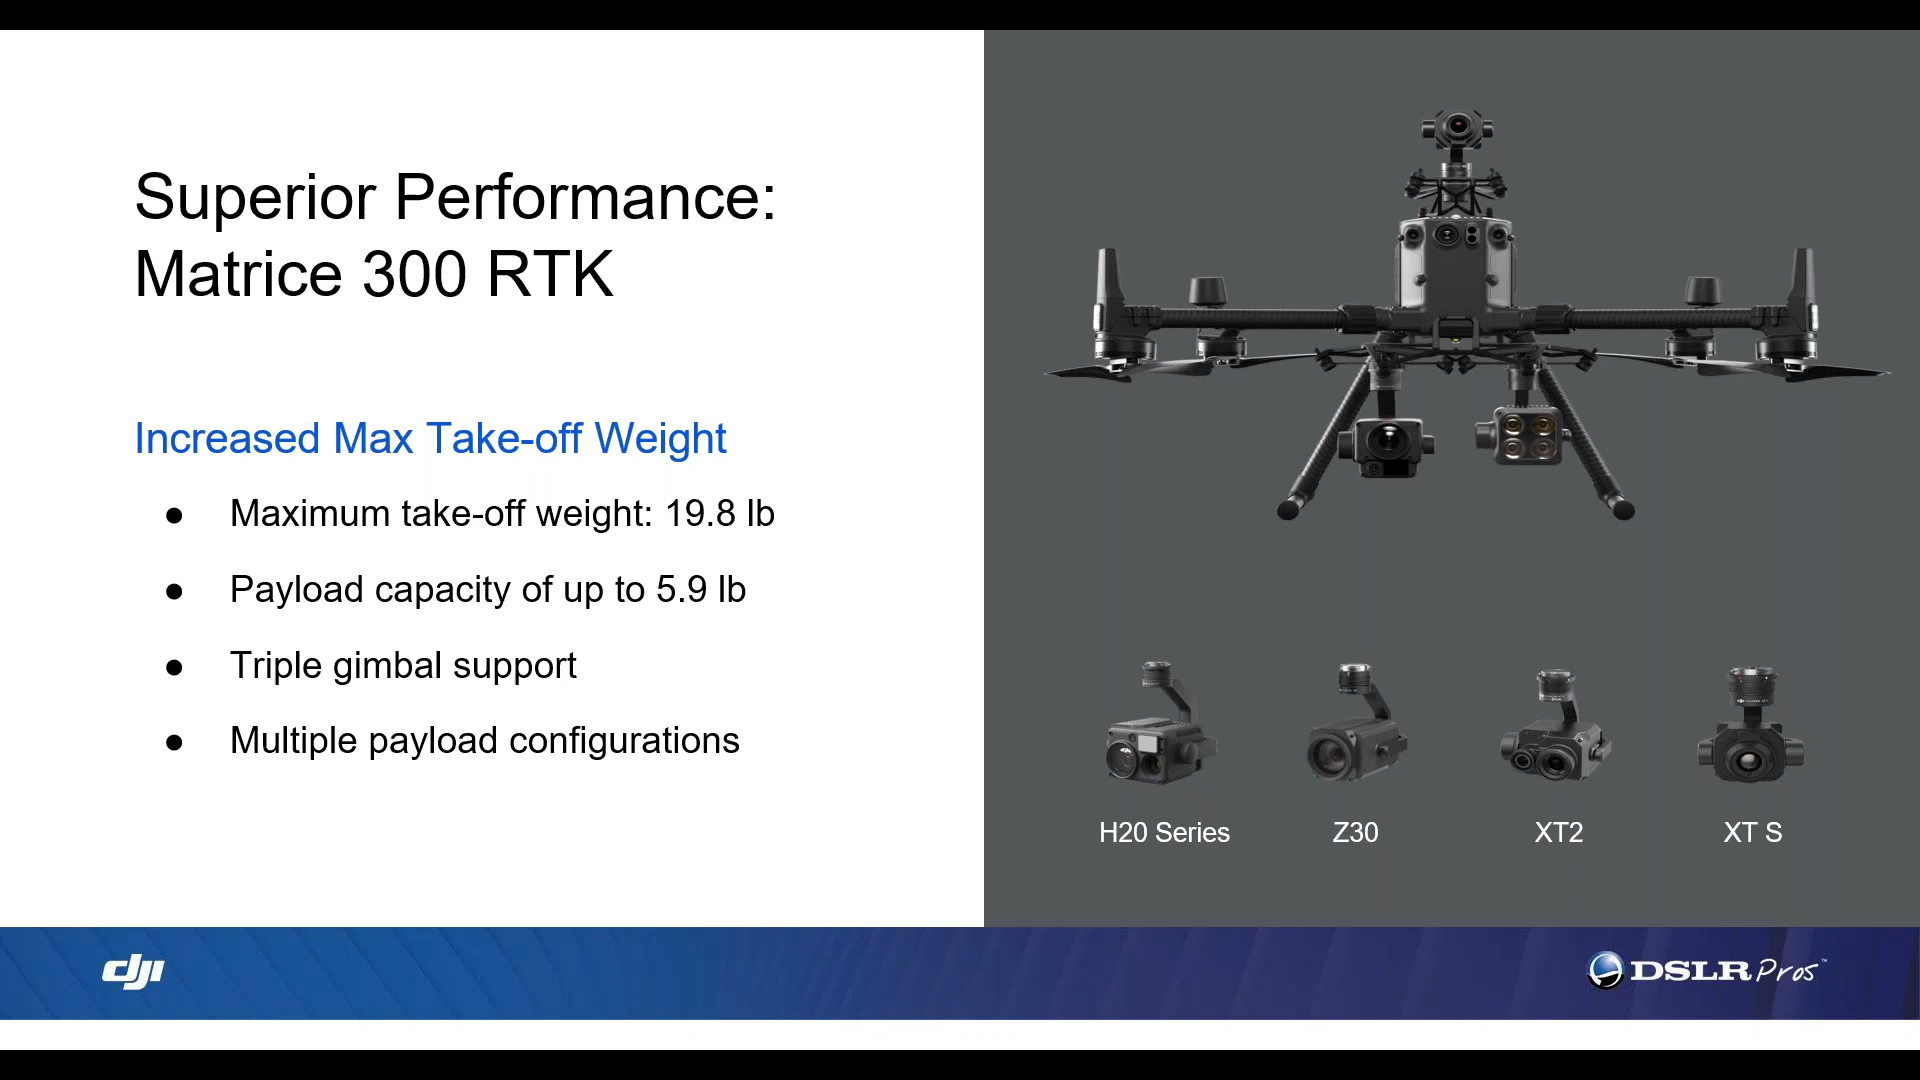 Superior Performance:
Matrice 300 RTK
Increased Max Take-off Weight
● Maximum take-off weight: 19.8 lb
● Payload capacity of up to 5.9 lb
● Triple gimbal support
● Multiple payload configurations
H20 Series
Z30
XT2
XT S
dji
DSLR Pros™